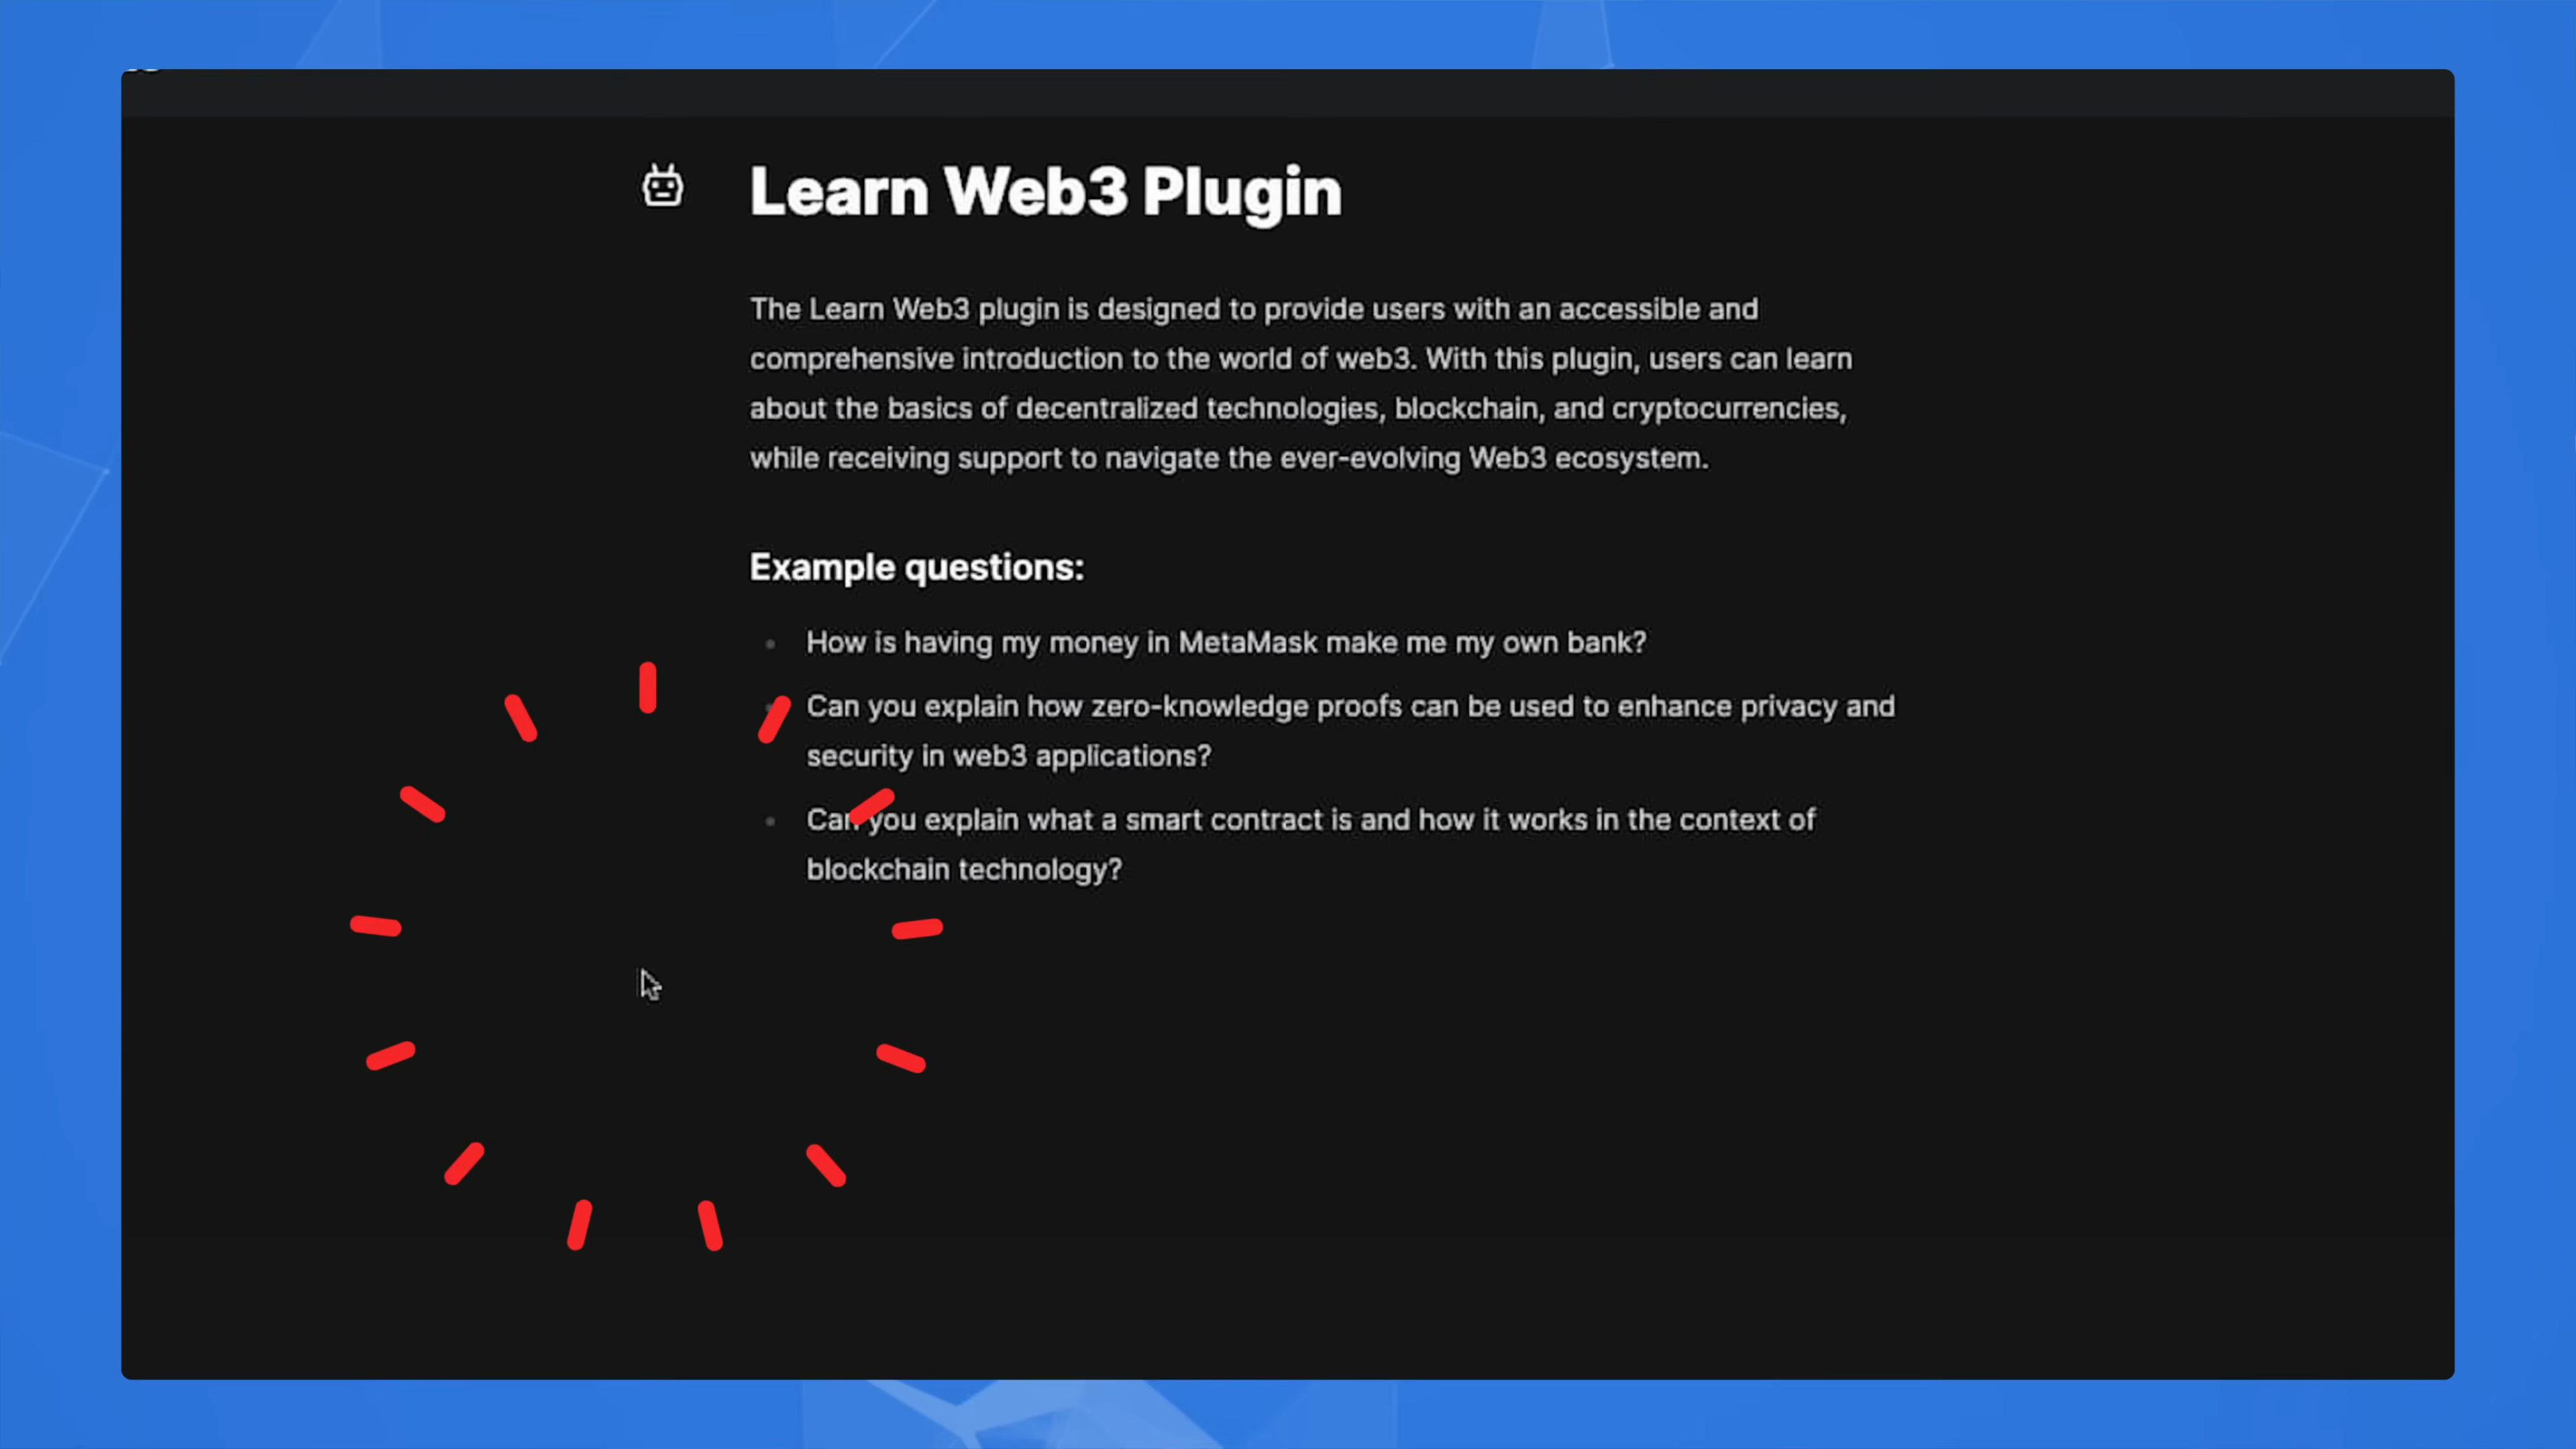 Learn Web3 Plugin
The Learn Web3 plugin is designed to provide users with an accessible and
comprehensive introduction to the world of web3. With this plugin, users can learn
about the basics of decentralized technologies, blockchain, and cryptocurrencies,
while receiving support to navigate the ever-evolving Web3 ecosystem.
Example questions:
How is having my money in MetaMask make me my own bank?
Can you explain how zero-knowledge proofs can be used to enhance privacy and
security in web3 applications?
Can you explain what a smart contract is and how it works in the context of
blockchain technology?